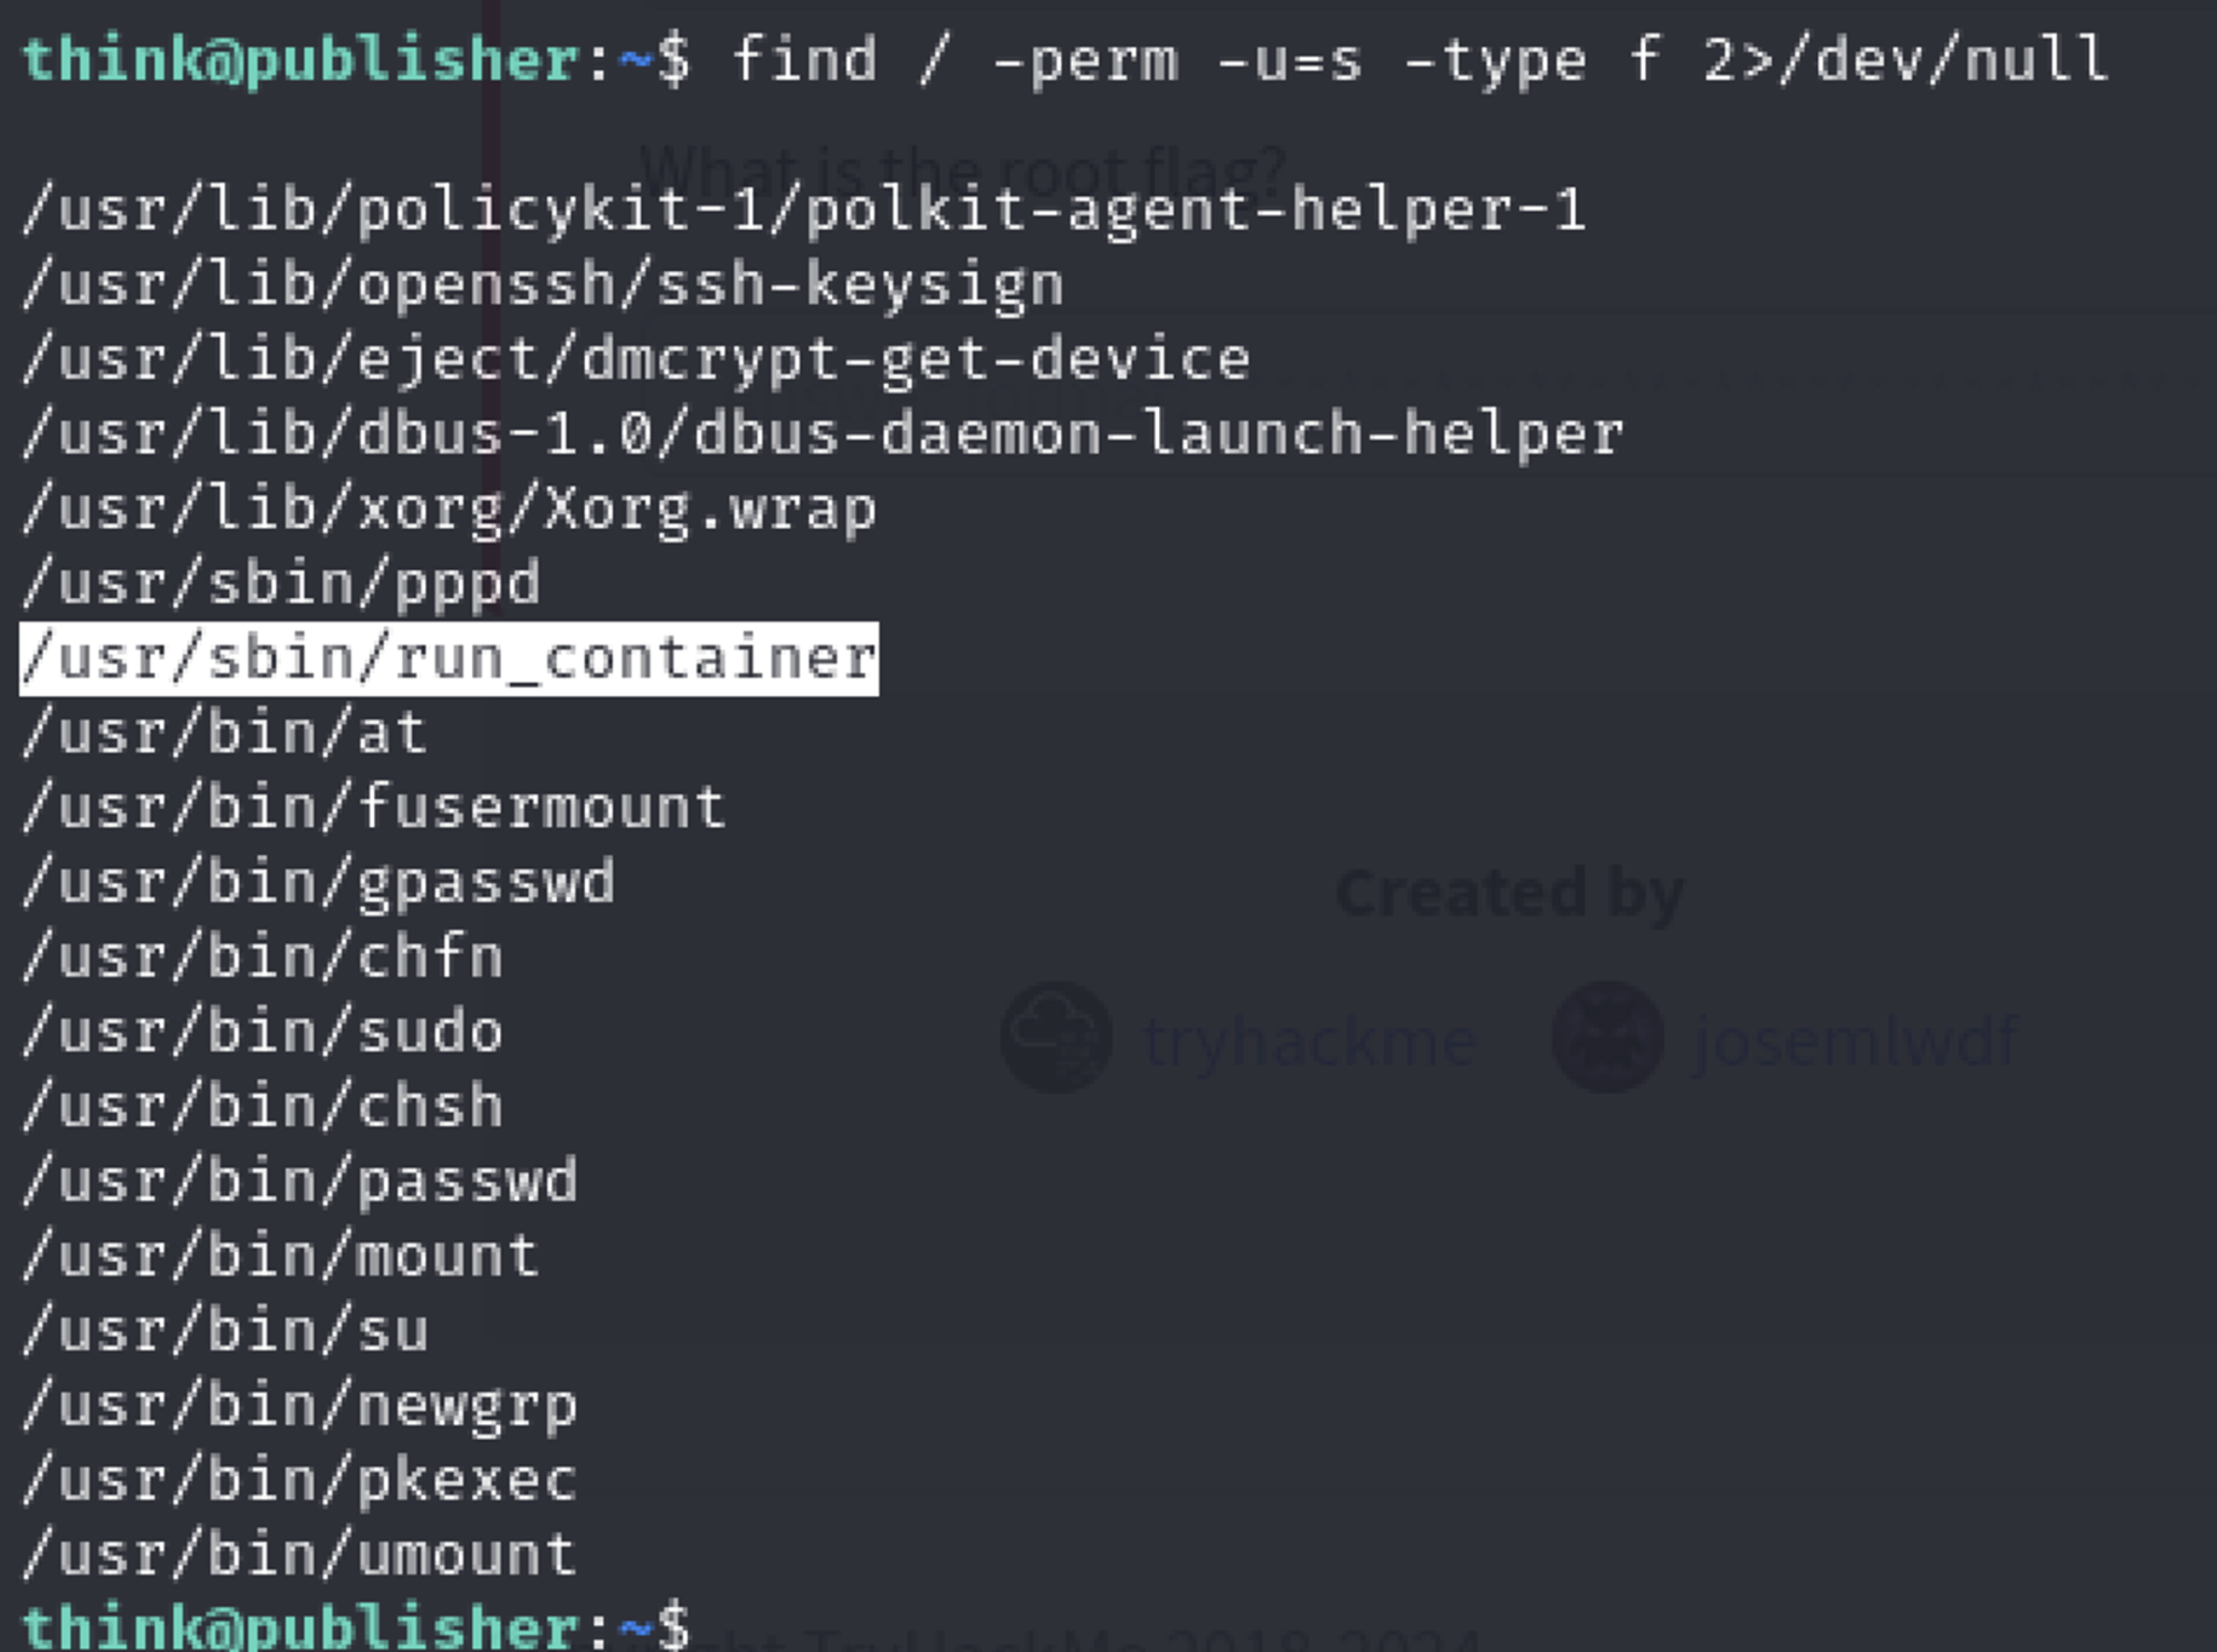 think@publisher:~$ find / -perm -u=s -type f 2>/dev/null
What is the root flag?
/usr/lib/policykit-1/polkit-agent-helper-1
/usr/lib/openssh/ssh-keysign
/usr/lib/eject/dmcrypt-get-device
/usr/lib/dbus-1.0/dbus-daemon-launch-helper
/usr/lib/xorg/Xorg.wrap
/usr/sbin/pppd
/usr/sbin/run_container
/usr/bin/at
/usr/bin/fusermount
/usr/bin/gpasswd
Created by
/usr/bin/chfn
/usr/bin/sudo
tryhackme josemlwdf
/usr/bin/chsh
/usr/bin/passwd
/usr/bin/mount
/usr/bin/su
/usr/bin/newgrp
/usr/bin/pkexec
/usr/bin/umount
think@publisher:~$
TryHackMe 2018-2024